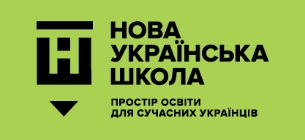 НОВА
УКРАЇНСЬКА
ШКОЛА
ПРОСТІР ОСВІТИ
ДЛЯ СУЧАСНИХ УКРАЇНЦІВ